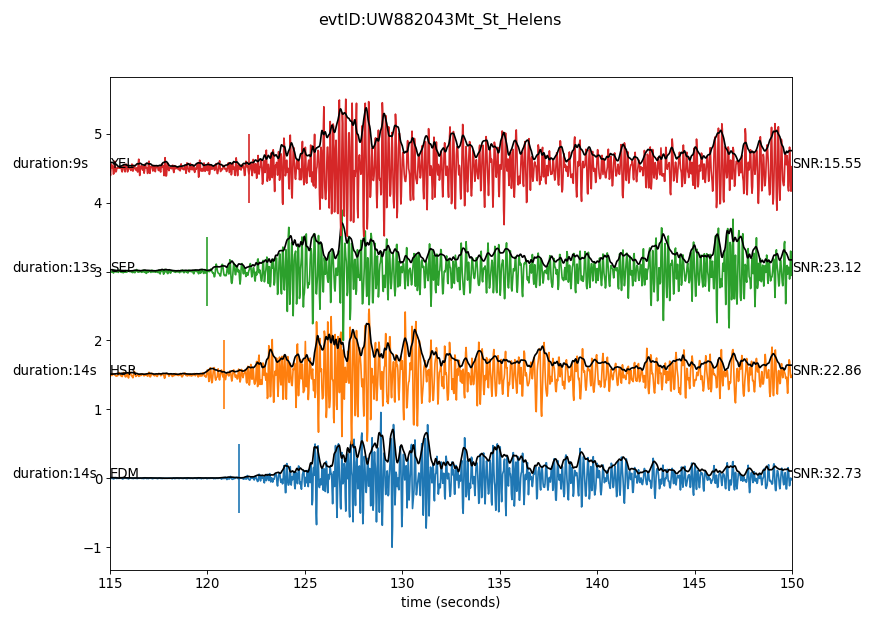 evtID:UW882043Mt_St_Helens
5
duration:9s YEL SNR:15.55
4
duration:13s 3 SEP SNR:23.12
2
duration:14s HSR SNR:22.86
1
duration:14s 0 EDM SNR:32.73
−1
115 120 125 130 135 140 145 150
time (seconds)